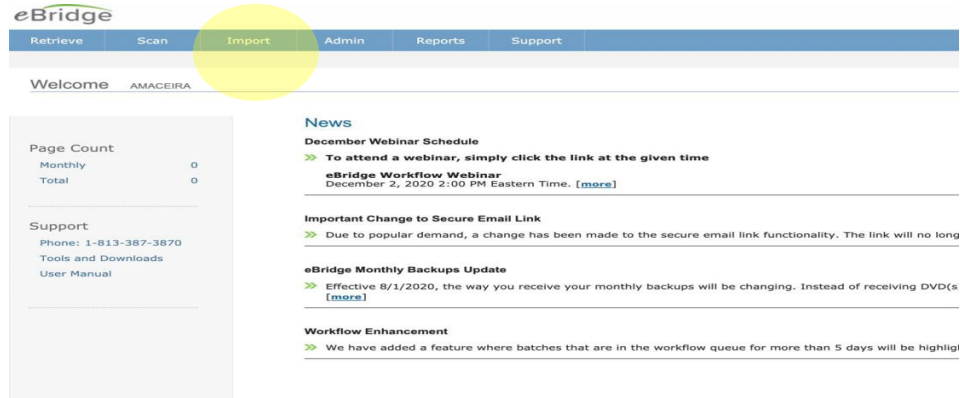 eBridge
Retrieve Scan Import Admin Reports Support
Welcome AMACEIRA
Page Count
Monthly 0
Total 0
Support
Phone: 1-813-387-3870
Tools and Downloads
User Manual
News
December Webinar Schedule
To attend a webinar, simply click the link at the given time
eBridge Workflow Webinar
December 2, 2020 2:00 PM Eastern Time. [more]
Important Change to Secure Email Link
Due to popular demand, a change has been made to the secure email link functionality. The link will no long
eBridge Monthly Backups Update
Effective 8/1/2020, the way you receive your monthly backups will be changing. Instead of receiving DVD(s
[more]
Workflow Enhancement
We have added a feature where batches that are in the workflow queue for more than 5 days will be highligh